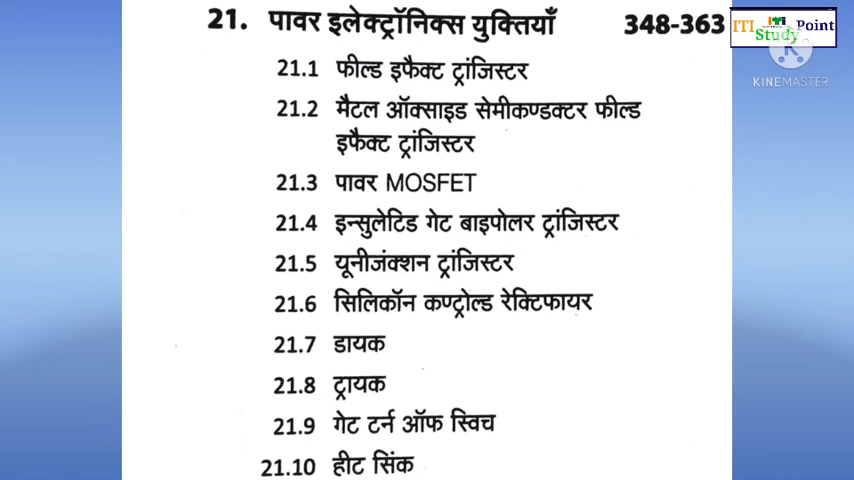 21. पावर इलेक्ट्रॉनिक्स युक्तियाँ 348-363
ITI Study Point
K
KINEMASTER
21.1 फील्ड इफैक्ट ट्रांजिस्टर
21.2 मैटल ऑक्साइड सेमीकण्डक्टर फील्ड
इफैक्ट ट्रांजिस्टर
21.3 पावर MOSFET
21.4 इन्सुलेटिड गेट बाइपोलर ट्रांजिस्टर
21.5 यूनीजंक्शन ट्रांजिस्टर
21.6 सिलिकॉन कण्ट्रोल्ड रेक्टिफायर
21.7 डायक
21.8 ट्रायक
21.9 गेट टर्न ऑफ स्विच
21.10 हीट सिंक